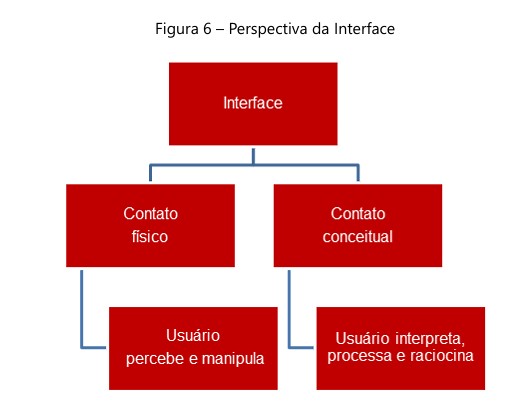 Figura 6 – Perspectiva da Interface
Interface
Contato
físico
Contato
conceitual
Usuário
percebe e manipula
Usuário interpreta,
processa e raciocina